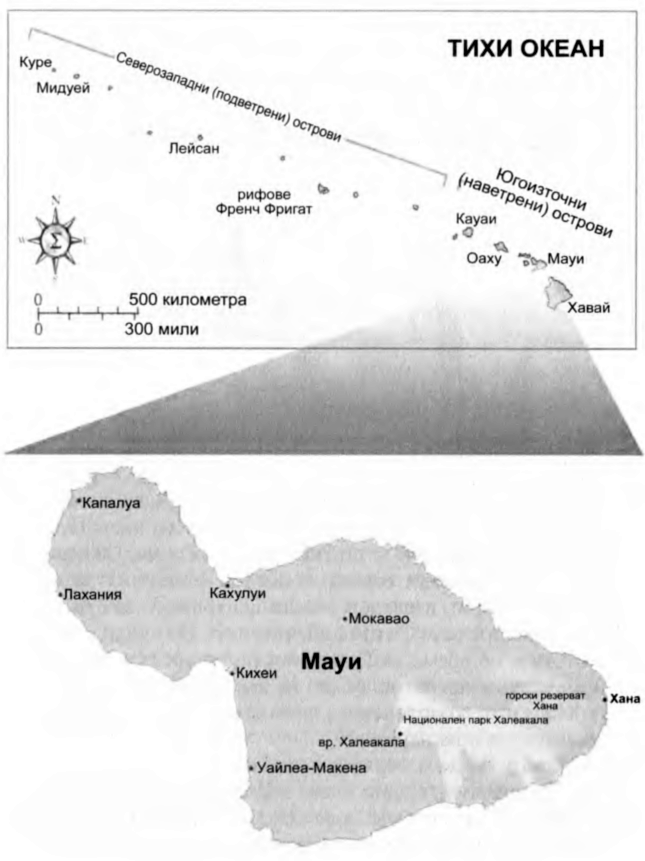 ТИХИ ОКЕАН
Куре
Мидуей
Северозападни (подветрени) острови
Лейсан
рифове
Френч Фригат
Югоизточни
(наветрени) острови
Кауаи
Оаху
Мауи
Хавай
N
W
E
Σ
0
500 километра
0
300 мили
Капалуа
Лахания
Кахулуи
Мокавао
Мауи
Кихеи
горски резерват
Хана
Хана
Национален парк Халеакала
вр. Халеакала
Уайлеа-Макена